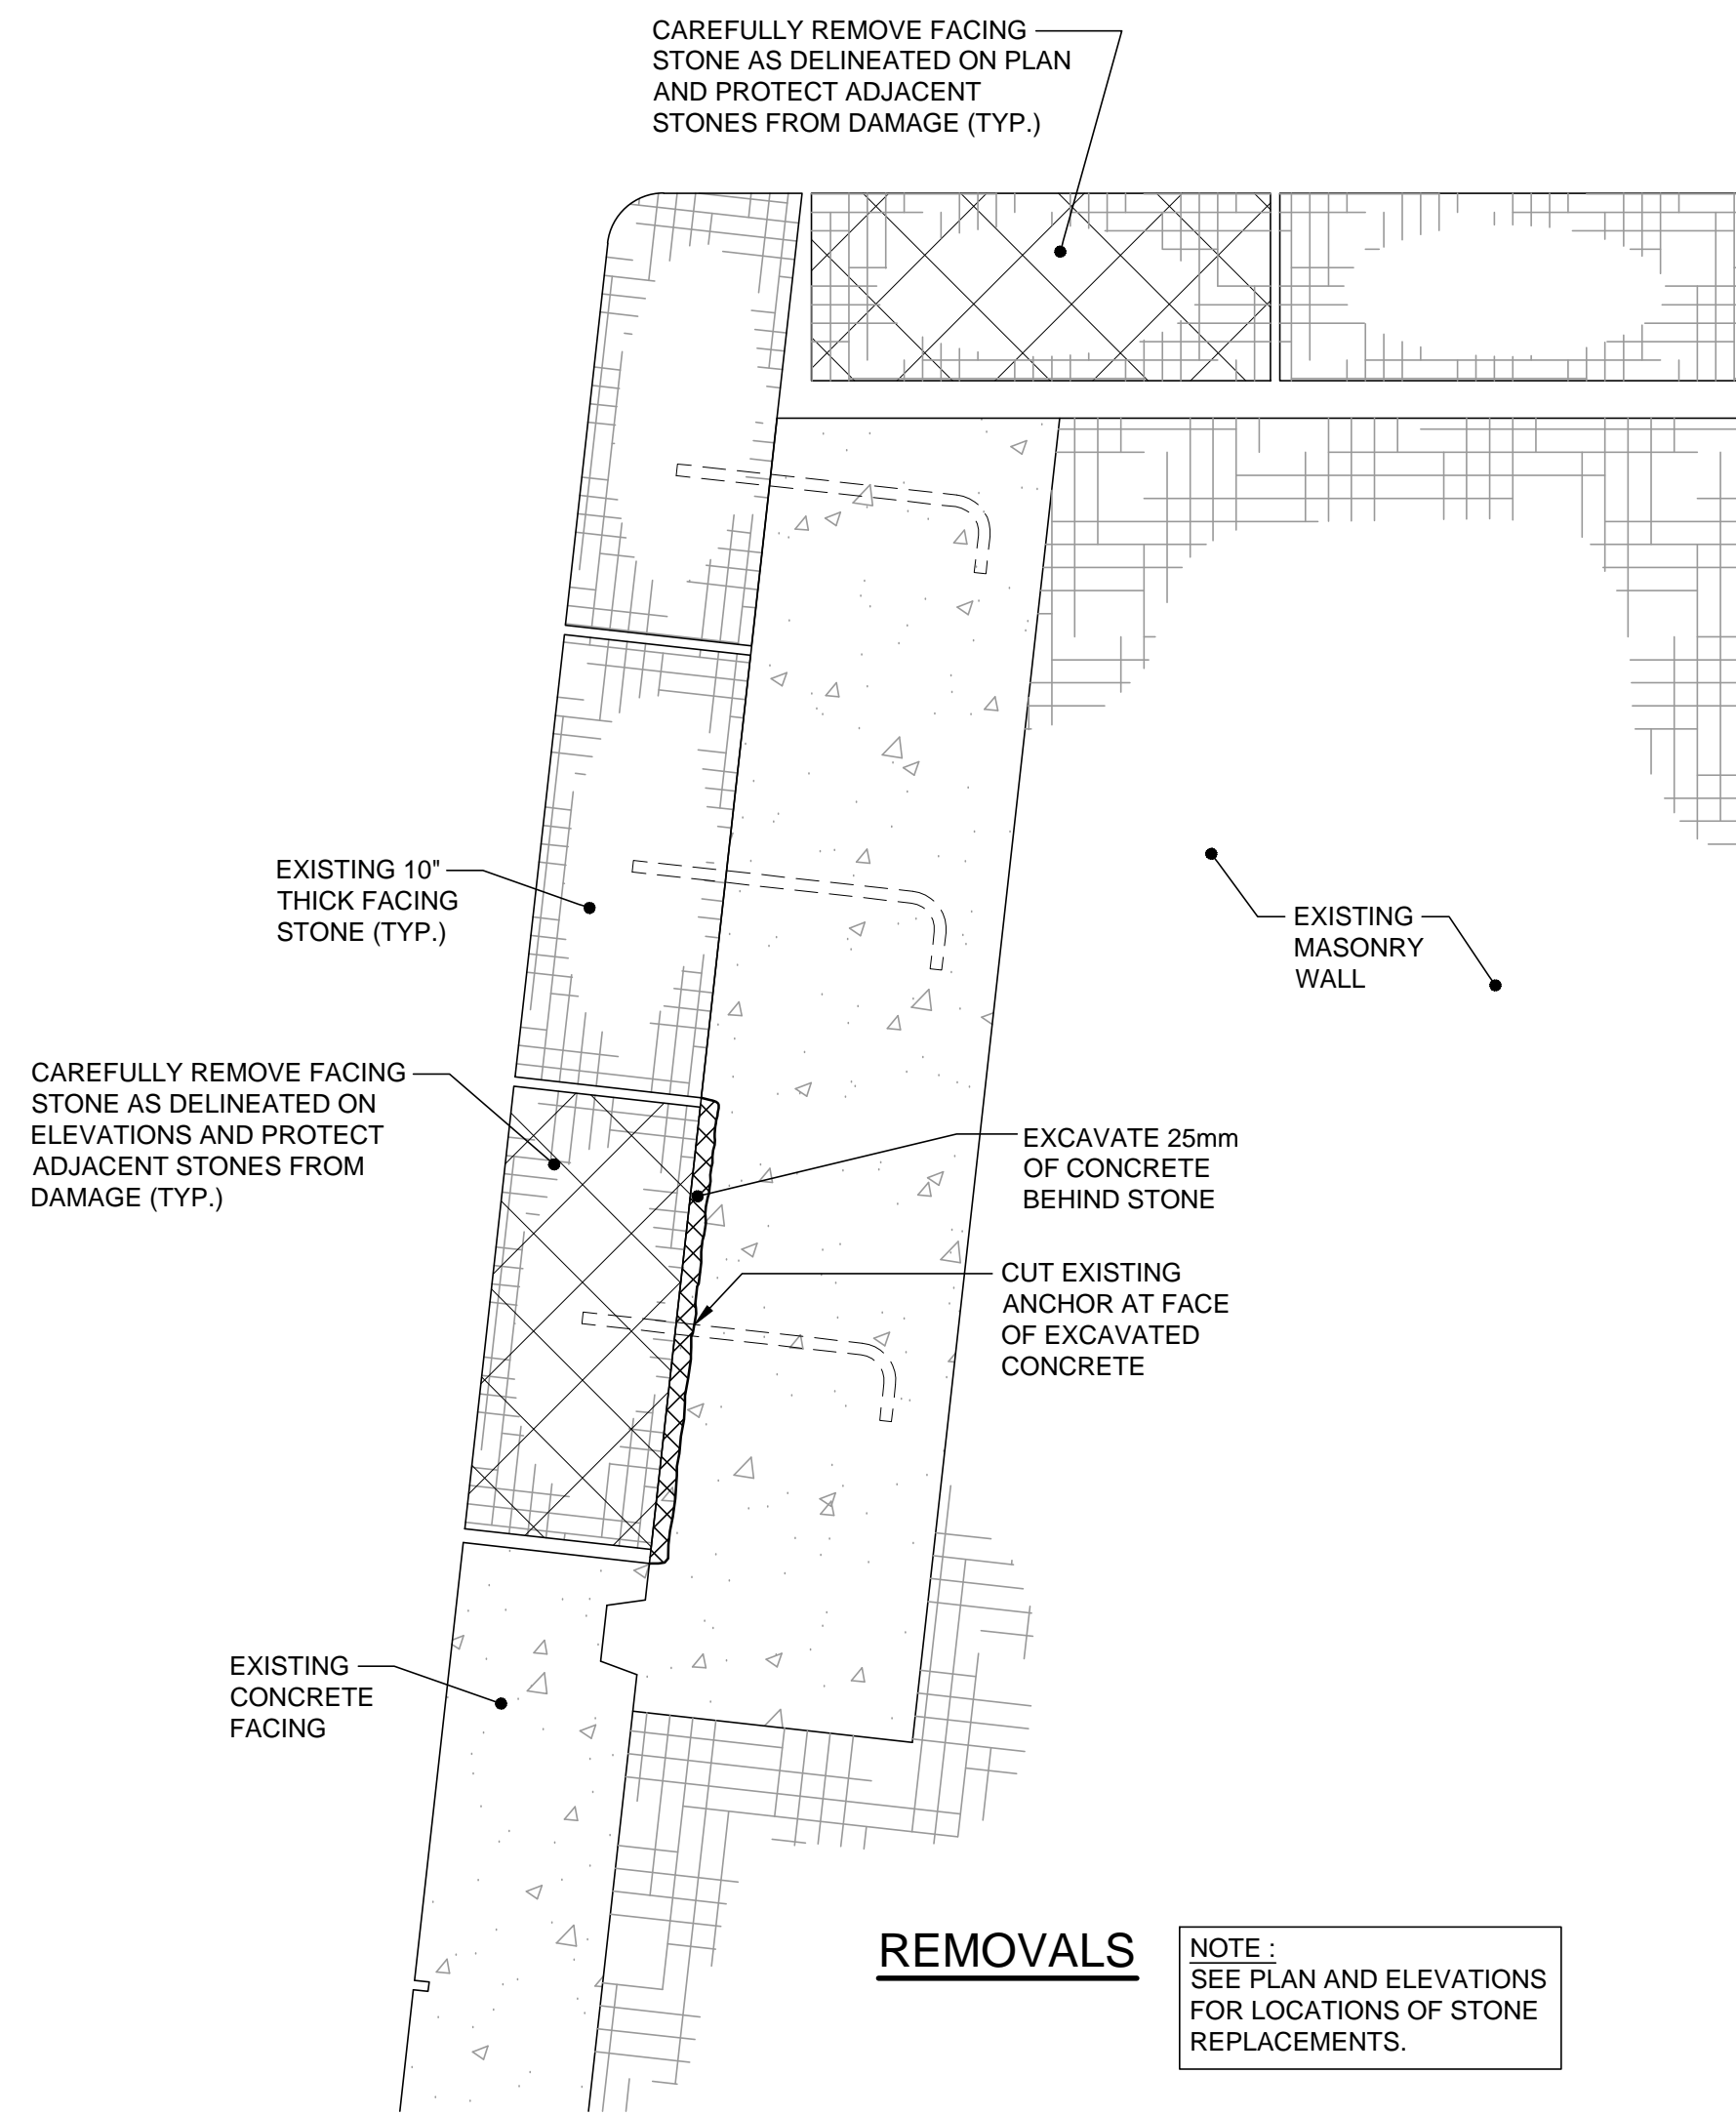 CAREFULLY REMOVE FACING
STONE AS DELINEATED ON PLAN
AND PROTECT ADJACENT
STONES FROM DAMAGE (TYP.)
EXISTING 10"
THICK FACING
STONE (TYP.)
EXISTING
MASONRY
WALL
CAREFULLY REMOVE FACING
STONE AS DELINEATED ON
ELEVATIONS AND PROTECT
ADJACENT STONES FROM
DAMAGE (TYP.)
EXCAVATE 25mm
OF CONCRETE
BEHIND STONE
CUT EXISTING
ANCHOR AT FACE
OF EXCAVATED
CONCRETE
EXISTING
CONCRETE
FACING
REMOVALS
NOTE :
SEE PLAN AND ELEVATIONS
FOR LOCATIONS OF STONE
REPLACEMENTS.